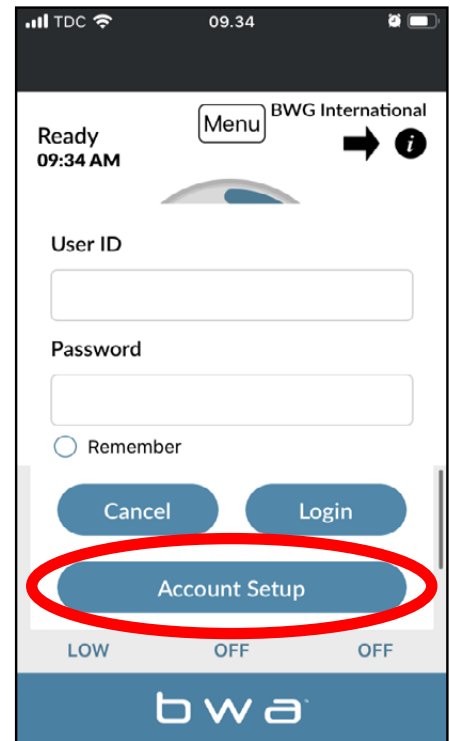 TDC 09.34
BWG International
Menu
Ready
09:34 AM
i
User ID
Password
Remember
Cancel Login
Account Setup
LOW OFF OFF
bwa